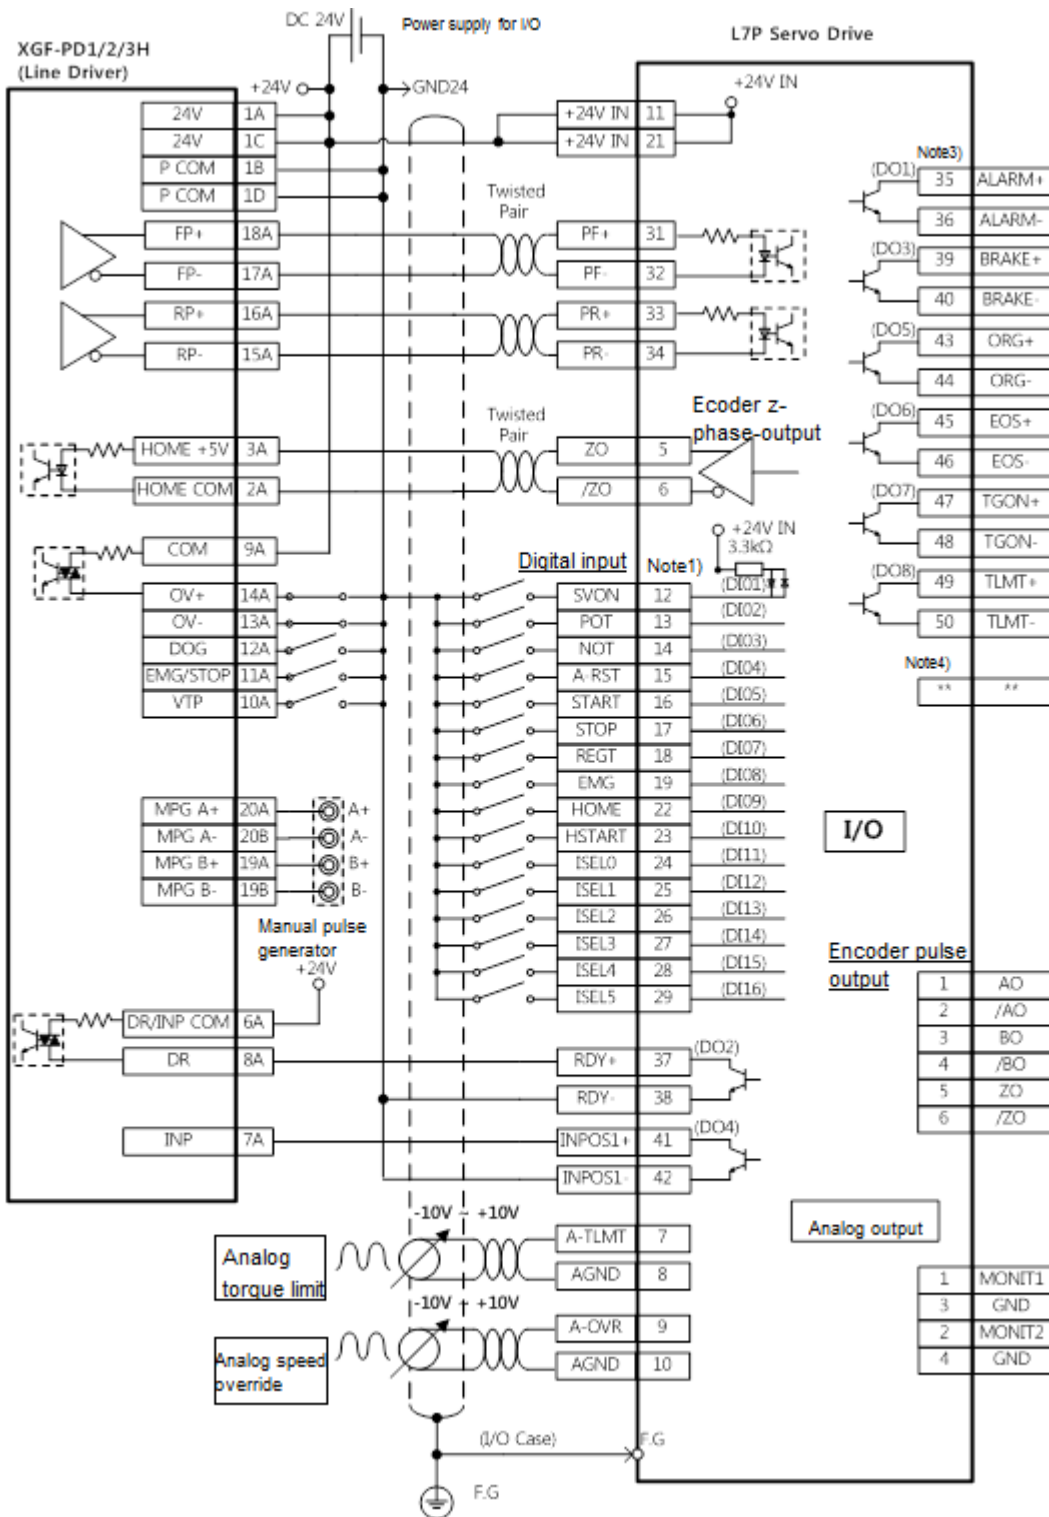 DC 24V
Power supply for I/O
XGF-PD1/2/3H
(Line Driver)
L7P Servo Drive
+24V
GND24
+24V IN
24V 1A
24V 1C
P COM 1B
P COM 1D
+24V IN 11
+24V IN 21
Note3)
(DO1)
35 ALARM+
36 ALARM-
(DO3)
39 BRAKE+
40 BRAKE-
(DO5)
43 ORG+
44 ORG-
(DO6)
45 EOS+
46 EOS-
(DO7)
47 TGON+
48 TGON-
(DO8)
49 TLMT+
50 TLMT-
Note4)
** **
Twisted
Pair
FP+ 18A
FP- 17A
RP+ 16A
RP- 15A
PF+ 31
PF- 32
PR+ 33
PR- 34
Twisted
Pair
Ecoder z-
phase-output
HOME +5V 3A
HOME COM 2A
ZO 5
/ZO 6
+24V IN
3.3kΩ
COM 9A
Digital input
Note1)
OV+ 14A
OV- 13A
DOG 12A
EMG/STOP 11A
VTP 10A
SVON 12 (DI01)
POT 13 (DI02)
NOT 14 (DI03)
A-RST 15 (DI04)
START 16 (DI05)
STOP 17 (DI06)
REGT 18 (DI07)
EMG 19 (DI08)
HOME 22 (DI09)
HSTART 23 (DI10)
ISEL0 24 (DI11)
ISEL1 25 (DI12)
ISEL2 26 (DI13)
ISEL3 27 (DI14)
ISEL4 28 (DI15)
ISEL5 29 (DI16)
I/O
MPG A+ 20A A+
MPG A- 20B A-
MPG B+ 19A B+
MPG B- 19B B-
Manual pulse
generator
+24V
Encoder pulse
output
1 AO
2 /AO
3 BO
4 /BO
5 ZO
6 /ZO
DR/INP COM 6A
DR 8A
INP 7A
RDY+ 37 (DO2)
RDY- 38
INPOS1+ 41 (DO4)
INPOS1- 42
-10V ~ +10V
Analog
torque limit
A-TLMT 7
AGND 8
Analog output
-10V ~ +10V
Analog speed
override
A-OVR 9
AGND 10
1 MONIT1
3 GND
2 MONIT2
4 GND
(I/O Case)
F.G
F.G